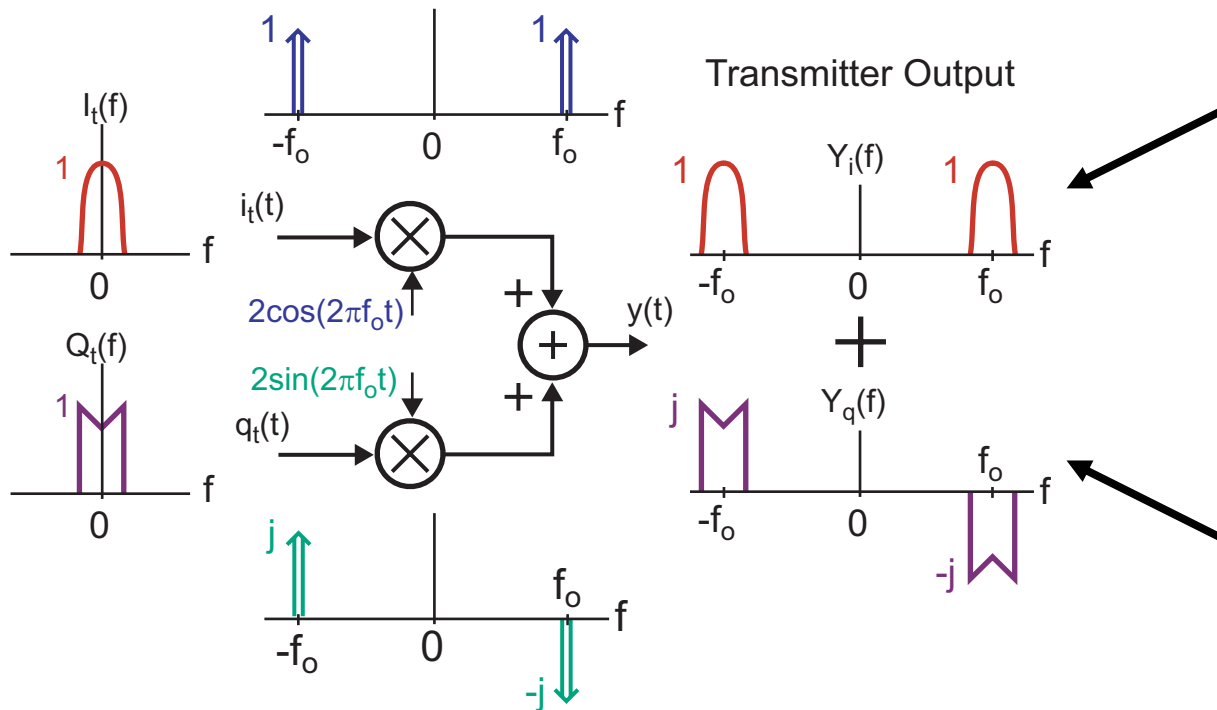 1
1
-fₒ
0
fₒ
f
Transmitter Output
Iₜ(f)
1
f
0
iₜ(t)
2cos(2πfₒt)
+
y(t)
Yᵢ(f)
1
1
-fₒ
0
fₒ
f
+
+
Qₜ(f)
1
f
0
2sin(2πfₒt)
qₜ(t)
+
Y_q(f)
j
fₒ
f
-fₒ
0
-j
j
fₒ
f
-fₒ
0
-j